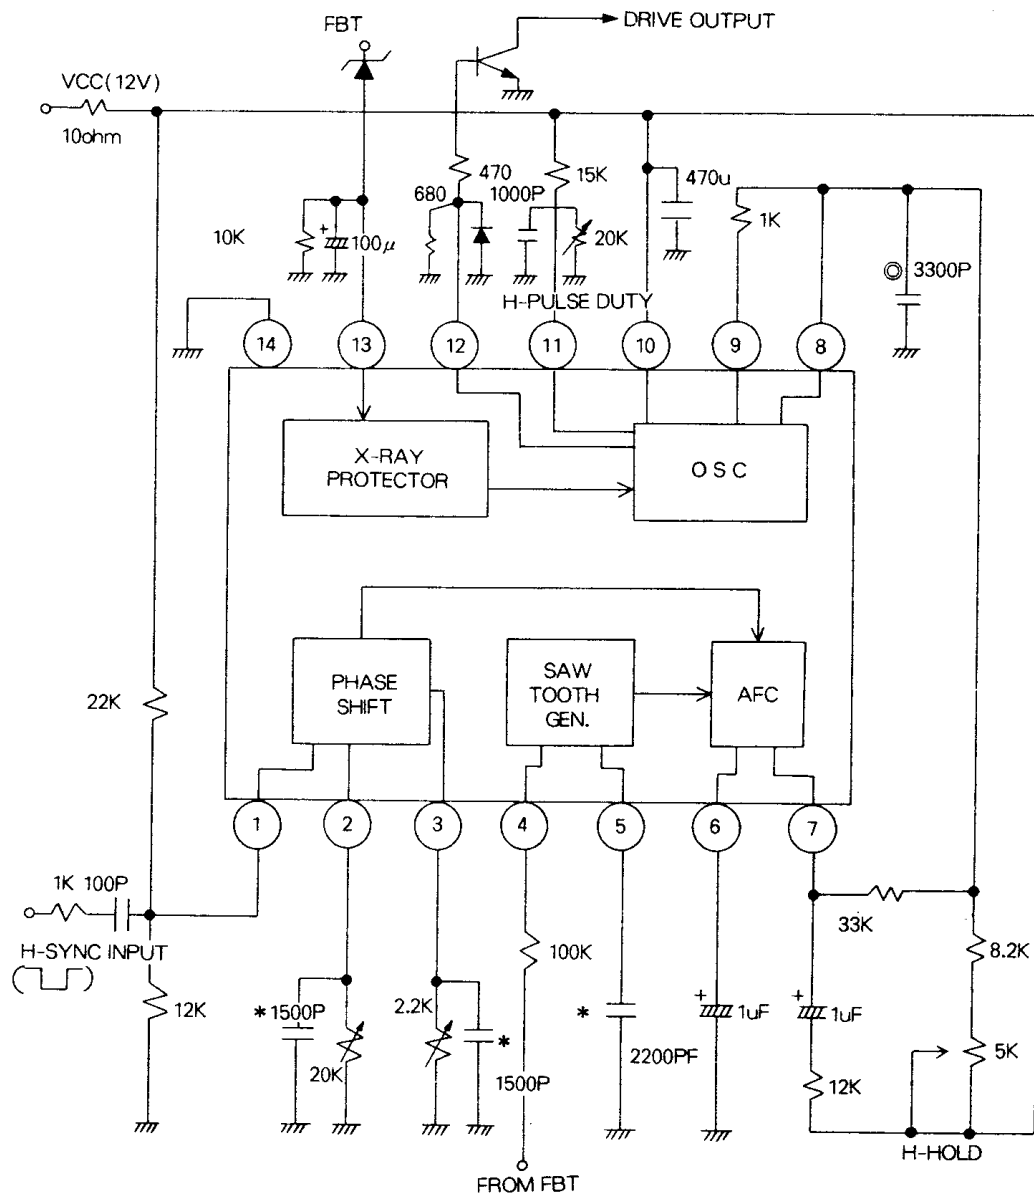 FBT
DRIVE OUTPUT
VCC(12V)
10ohm
470
680
1000P
15K
470u
1K
10K
+
100μ
20K
3300P
H-PULSE DUTY
14
13
12
11
10
9
8
X-RAY
PROTECTOR
OSC
PHASE
SHIFT
SAW
TOOTH
GEN.
AFC
22K
1
2
3
4
5
6
7
1K
100P
33K
H-SYNC INPUT
100K
8.2K
12K
*1500P
2.2K
*
*
+
1uF
+
1uF
20K
1500P
2200PF
5K
12K
H-HOLD
FROM FBT